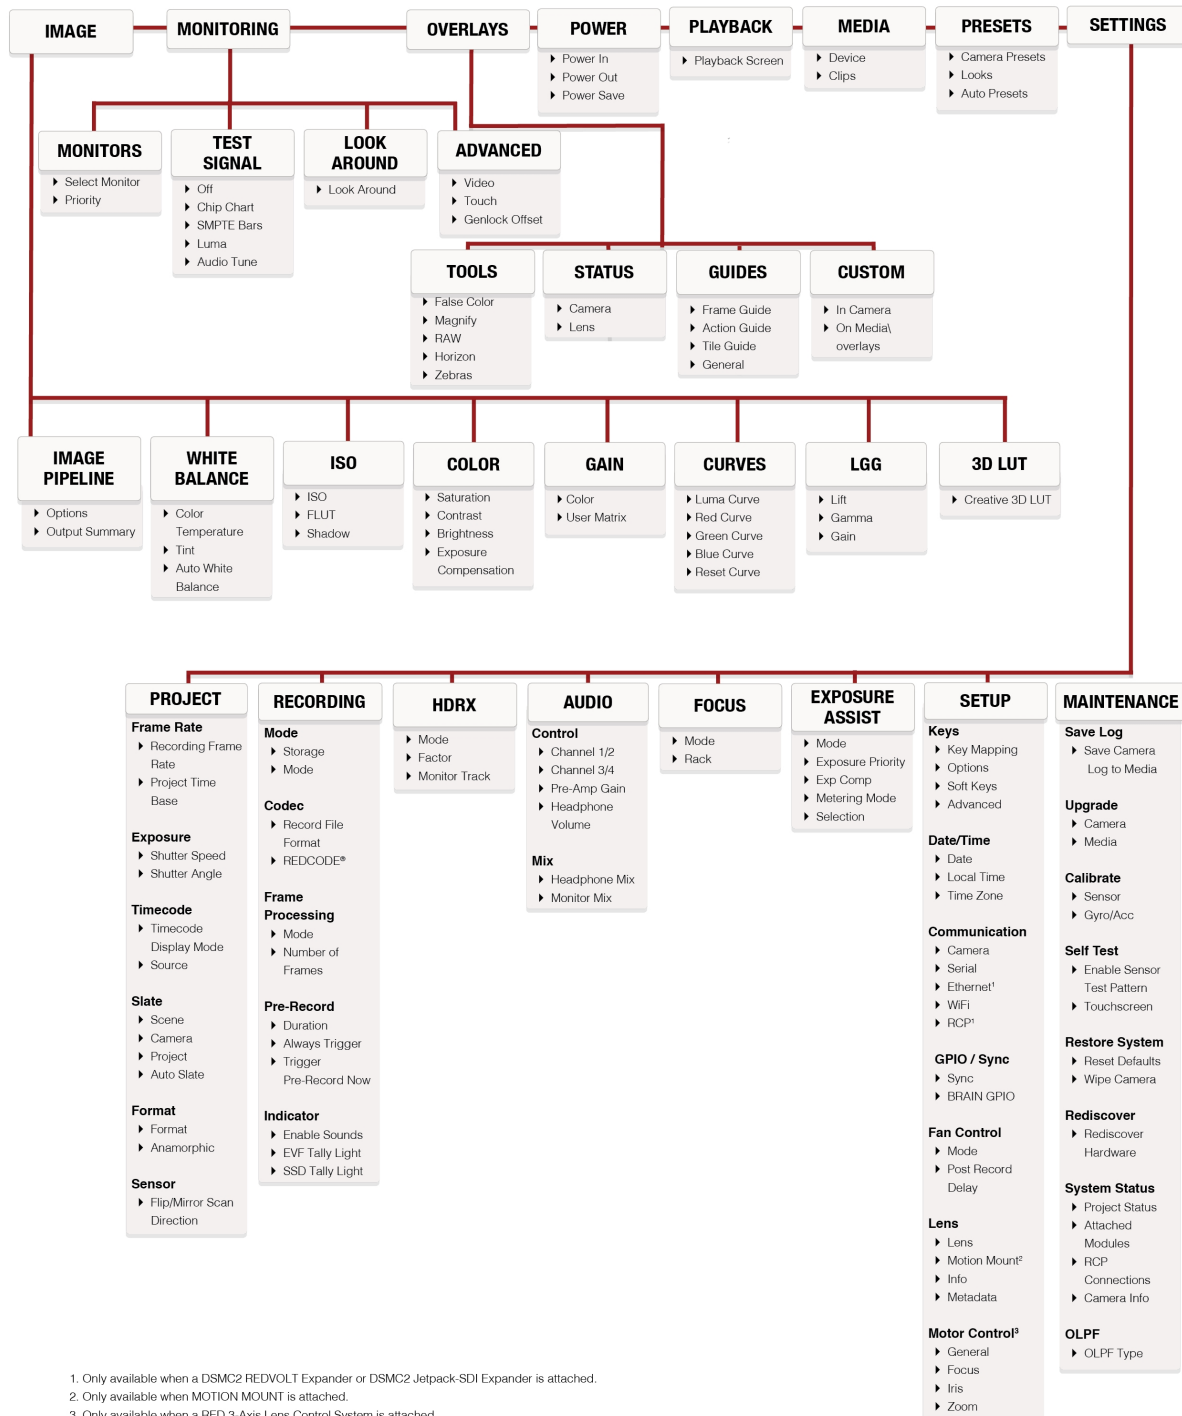 IMAGE
MONITORING
OVERLAYS
POWER
PLAYBACK
MEDIA
PRESETS
SETTINGS
Power In
Power Out
Power Save
Playback Screen
Device
Clips
Camera Presets
Looks
Auto Presets
MONITORS
Select Monitor
Priority
TEST
SIGNAL
Off
Chip Chart
SMPTE Bars
Luma
Audio Tune
LOOK
AROUND
Look Around
ADVANCED
Video
Touch
Genlock Offset
TOOLS
False Color
Magnify
RAW
Horizon
Zebras
STATUS
Camera
Lens
GUIDES
Frame Guide
Action Guide
Tile Guide
General
CUSTOM
In Camera
On Media\
overlays
IMAGE
PIPELINE
Options
Output Summary
WHITE
BALANCE
Color
Temperature
Tint
Auto White
Balance
ISO
ISO
FLUT
Shadow
COLOR
Saturation
Contrast
Brightness
Exposure
Compensation
GAIN
Color
User Matrix
CURVES
Luma Curve
Red Curve
Green Curve
Blue Curve
Reset Curve
LGG
Lift
Gamma
Gain
3D LUT
Creative 3D LUT
PROJECT
Frame Rate
Recording Frame
Rate
Project Time
Base
Exposure
Shutter Speed
Shutter Angle
Timecode
Timecode
Display Mode
Source
Slate
Scene
Camera
Project
Auto Slate
Format
Format
Anamorphic
Sensor
Flip/Mirror Scan
Direction
RECORDING
Mode
Storage
Mode
Codec
Record File
Format
REDCODE®
Frame
Processing
Mode
Number of
Frames
Pre-Record
Duration
Always Trigger
Trigger
Pre-Record Now
Indicator
Enable Sounds
EVF Tally Light
SSD Tally Light
HDRX
Mode
Factor
Monitor Track
AUDIO
Control
Channel 1/2
Channel 3/4
Pre-Amp Gain
Headphone
Volume
Mix
Headphone Mix
Monitor Mix
FOCUS
Mode
Rack
EXPOSURE
ASSIST
Mode
Exposure Priority
Exp Comp
Metering Mode
Selection
SETUP
Keys
Key Mapping
Options
Soft Keys
Advanced
Date/Time
Date
Local Time
Time Zone
Communication
Camera
Serial
Ethernet¹
WiFi
RCP¹
GPIO / Sync
Sync
BRAIN GPIO
Fan Control
Mode
Post Record
Delay
Lens
Lens
Motion Mount²
Info
Metadata
Motor Control³
General
Focus
Iris
Zoom
MAINTENANCE
Save Log
Save Camera
Log to Media
Upgrade
Camera
Media
Calibrate
Sensor
Gyro/Acc
Self Test
Enable Sensor
Test Pattern
Touchscreen
Restore System
Reset Defaults
Wipe Camera
Rediscover
Rediscover
Hardware
System Status
Project Status
Attached
Modules
RCP
Connections
Camera Info
OLPF
OLPF Type
1. Only available when a DSMC2 REDVOLT Expander or DSMC2 Jetpack-SDI Expander is attached.
2. Only available when MOTION MOUNT is attached.
3. Only available when a RED 3-Axis Lens Control System is attached.